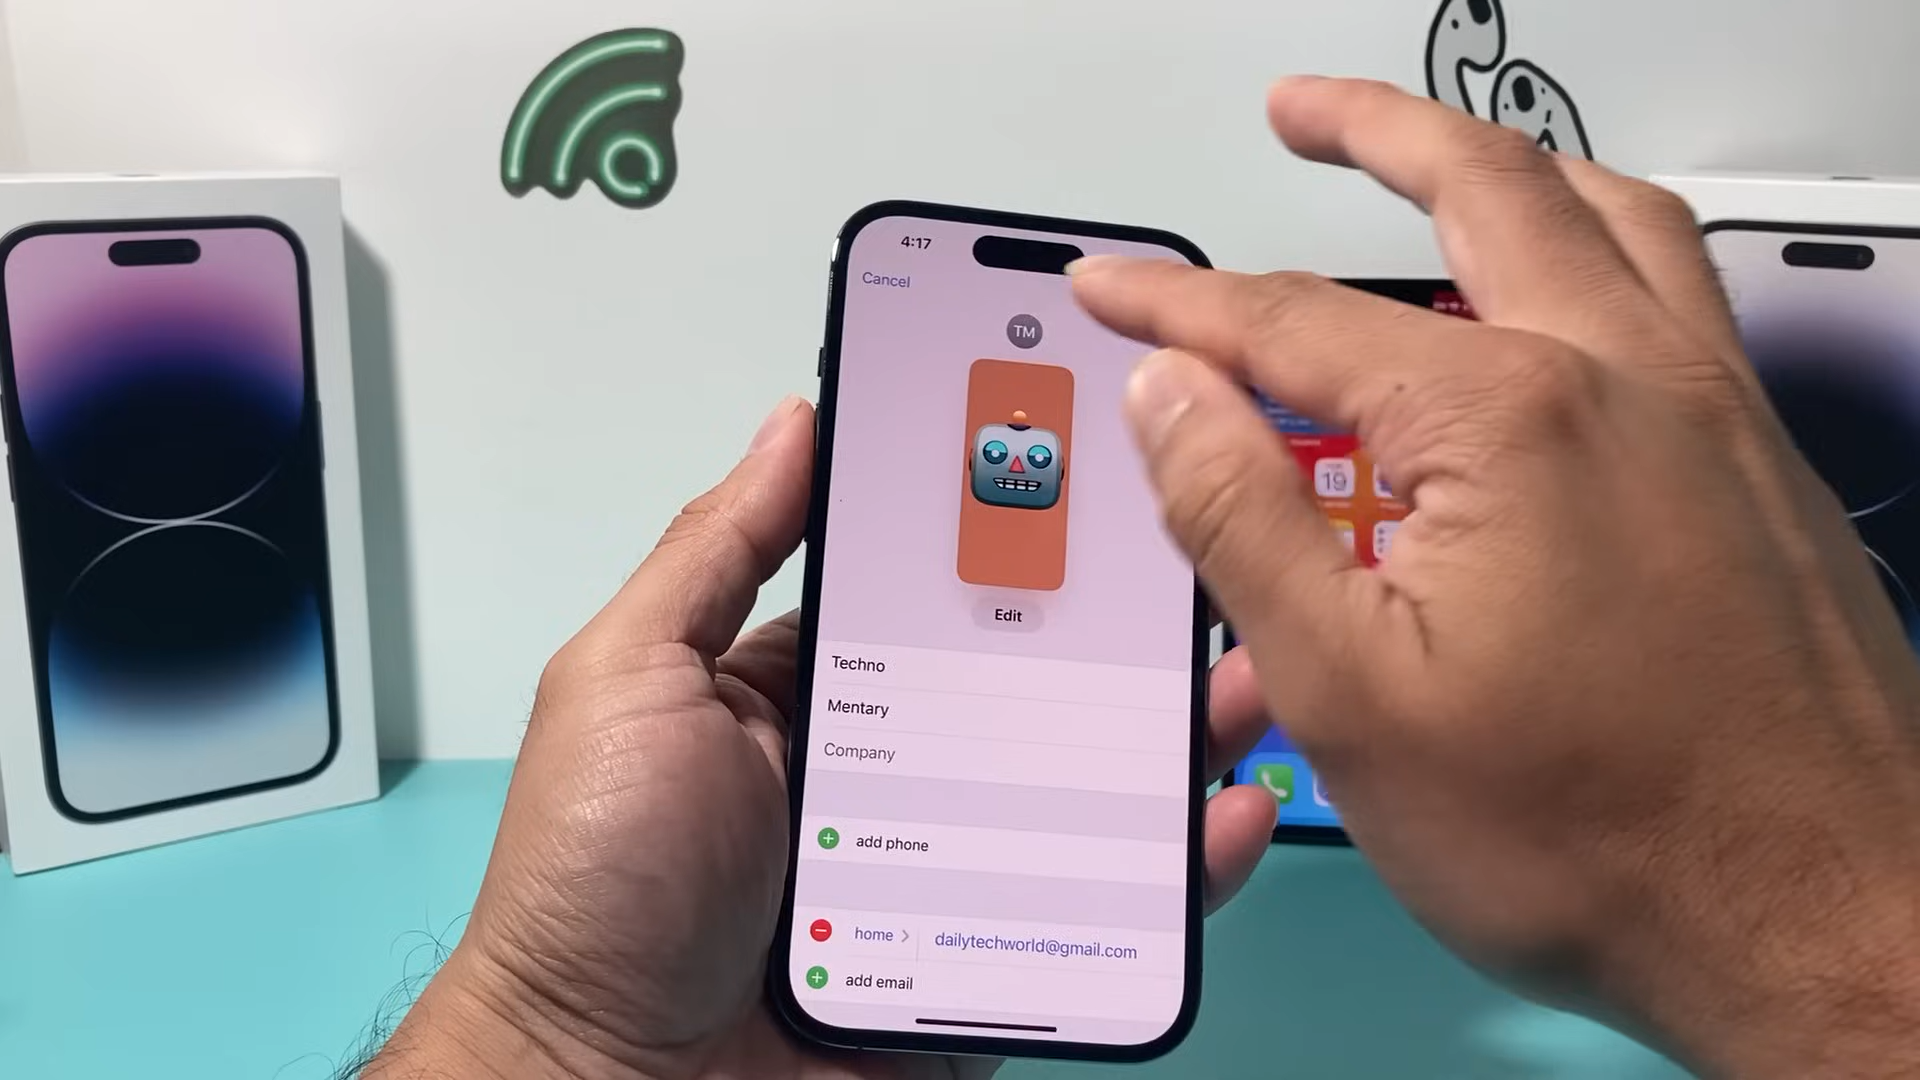 4:17
Cancel
TM
Edit
Techno
Mentary
Company
add phone
home
dailytechworld@gmail.com
add email
19